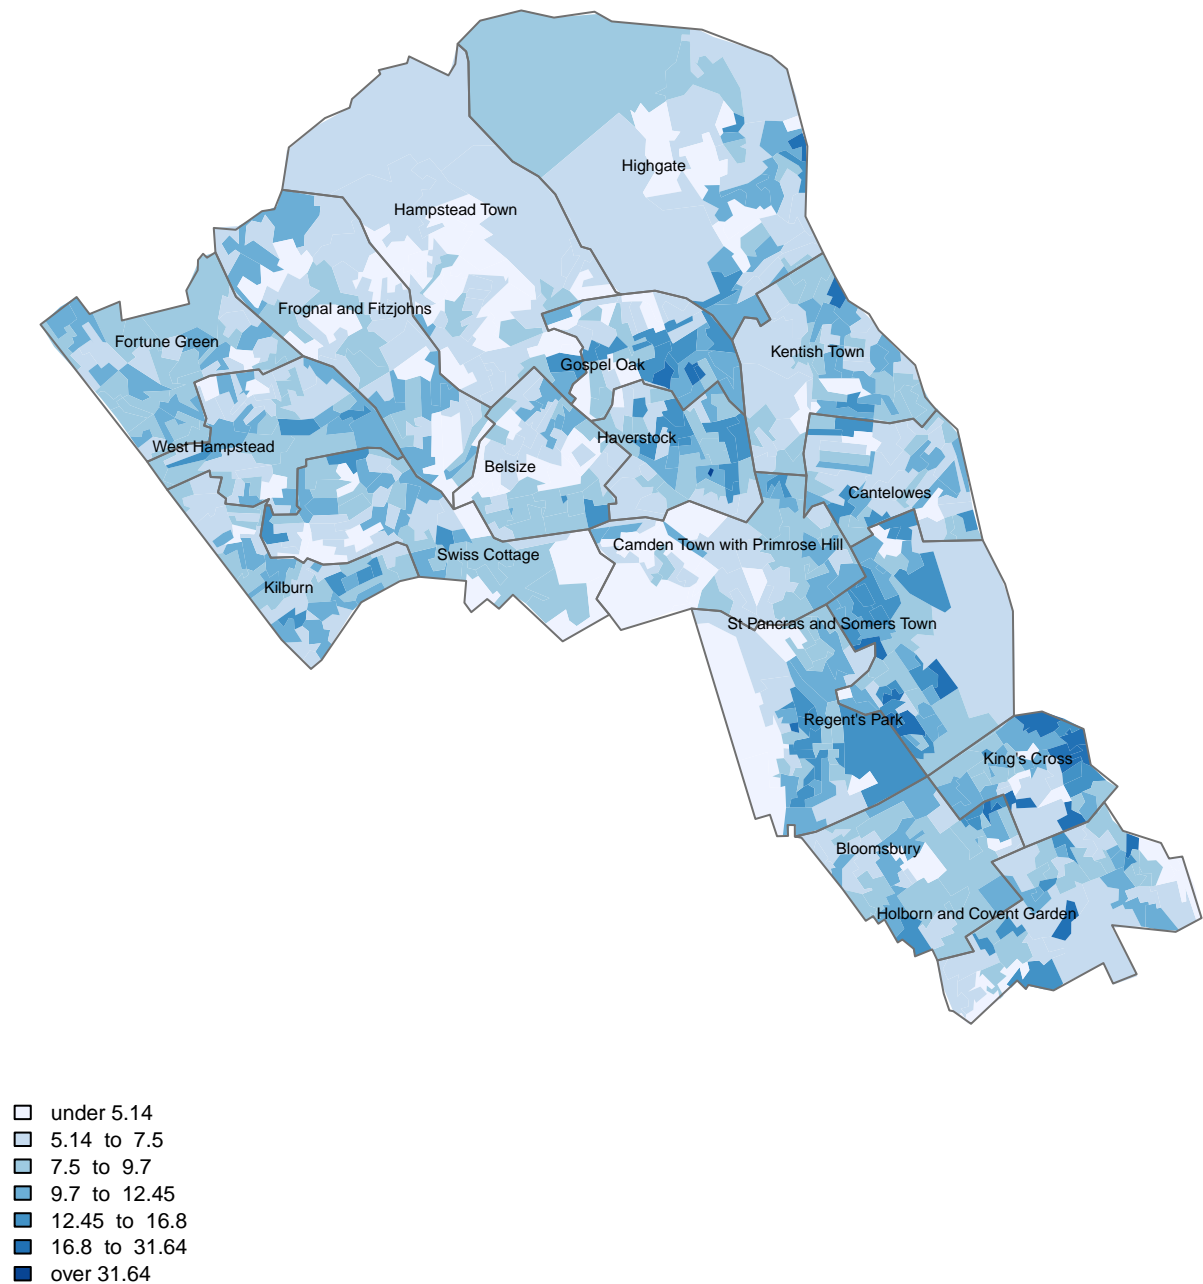 Highgate
Hampstead Town
Frognal and Fitzjohns
Fortune Green
Kentish Town
Gospel Oak
Haverstock
West Hampstead
Belsize
Cantelowes
Camden Town with Primrose Hill
Swiss Cottage
Kilburn
St Pancras and Somers Town
Regent's Park
King's Cross
Bloomsbury
Holborn and Covent Garden
under 5.14
5.14 to 7.5
7.5 to 9.7
9.7 to 12.45
12.45 to 16.8
16.8 to 31.64
over 31.64